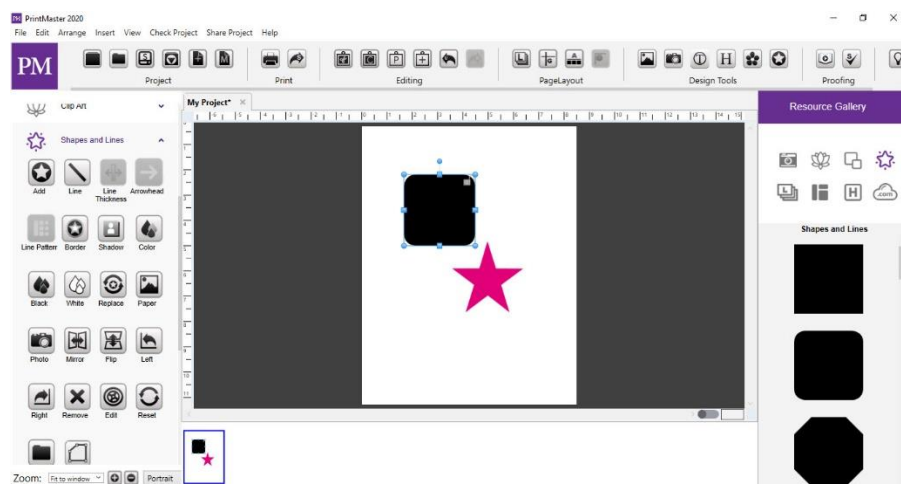 PM PrintMaster 2020
File Edit Arrange Insert View Check Project Share Project Help
PM
Project Print Editing PageLayout Design Tools Proofing
Clip Art
My Project*
Resource Gallery
Shapes and Lines
Add Line Line Thickness Arrowhead
Line Pattern Border Shadow Color
Shapes and Lines
Black White Replace Paper
Photo Mirror Flip Left
Right Remove Edit Reset
Zoom: Fit to window Portrait